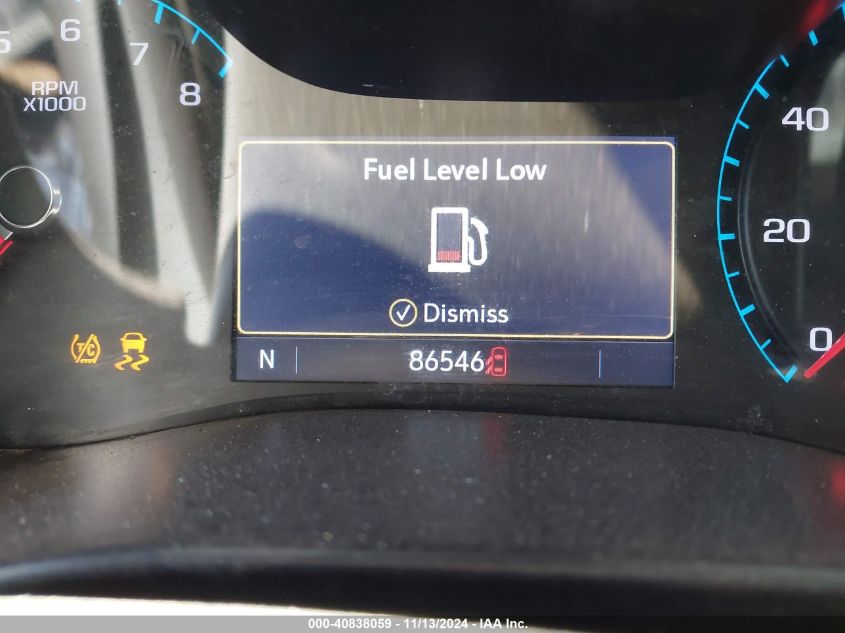 5
6
7
8
RPM
X1000
Fuel Level Low
Dismiss
N
86546
T/C
40
20
0
000-40838059 - 11/13/2024 - IAA Inc.